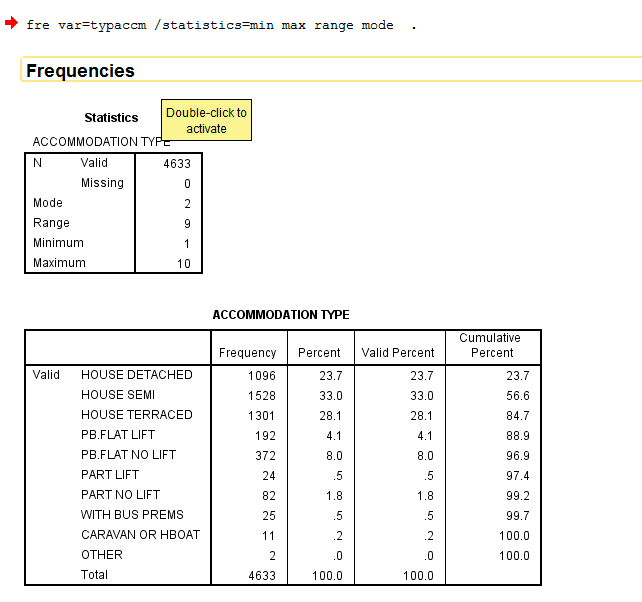 fre var=typaccm /statistics=min max range mode .
Frequencies
Statistics
Double-click to
activate
ACCOMMODATION TYPE
N Valid 4633
Missing 0
Mode 2
Range 9
Minimum 1
Maximum 10
ACCOMMODATION TYPE
Frequency Percent Valid Percent Cumulative Percent
Valid HOUSE DETACHED 1096 23.7 23.7 23.7
HOUSE SEMI 1528 33.0 33.0 56.6
HOUSE TERRACED 1301 28.1 28.1 84.7
PB.FLAT LIFT 192 4.1 4.1 88.9
PB.FLAT NO LIFT 372 8.0 8.0 96.9
PART LIFT 24 .5 .5 97.4
PART NO LIFT 82 1.8 1.8 99.2
WITH BUS PREMS 25 .5 .5 99.7
CARAVAN OR HBOAT 11 .2 .2 100.0
OTHER 2 .0 .0 100.0
Total 4633 100.0 100.0